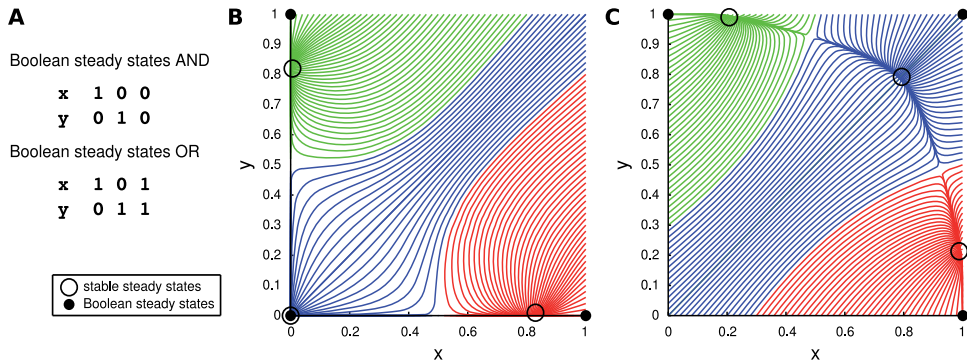 A
Boolean steady states AND
x 1 0 0
y 0 1 0
Boolean steady states OR
x 1 0 1
y 0 1 1
stable steady states
Boolean steady states
B
1
0.9
0.8
0.7
0.6
0.5
0.4
0.3
0.2
0.1
0
y
0 0.2 0.4 0.6 0.8 1
x
C
1
0.9
0.8
0.7
0.6
0.5
0.4
0.3
0.2
0.1
0
y
0 0.2 0.4 0.6 0.8 1
x